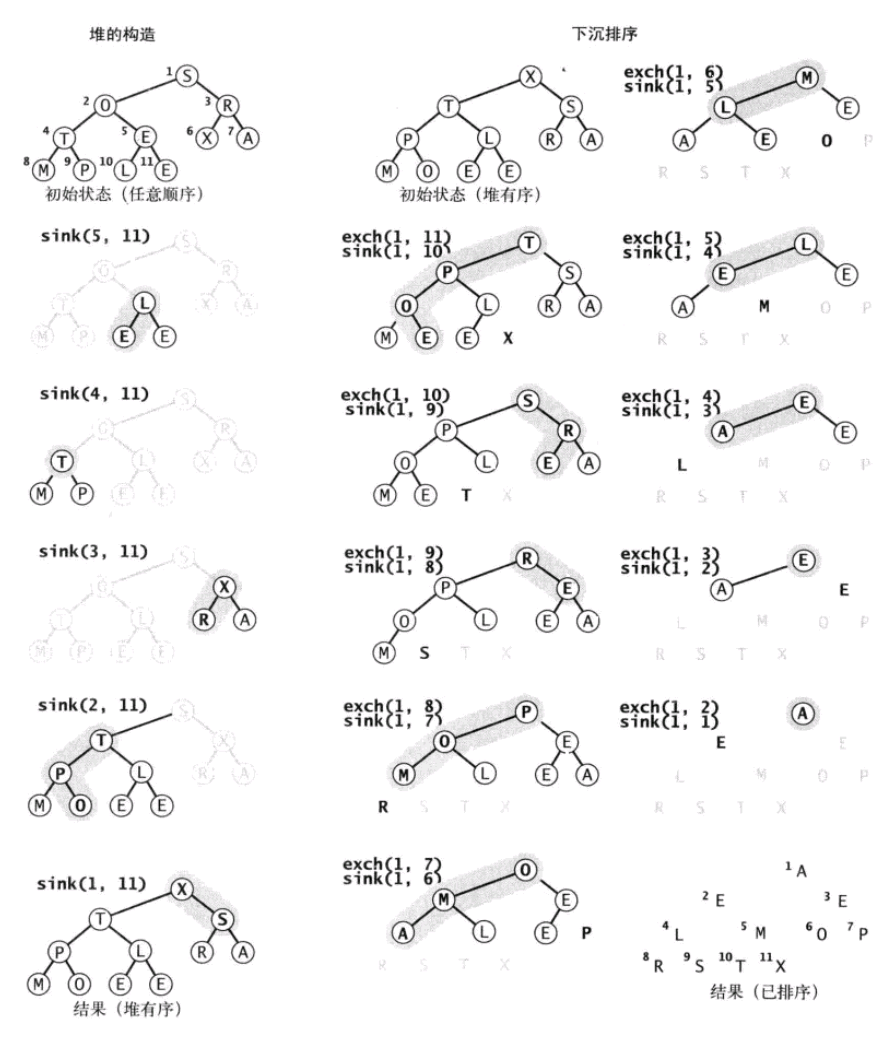 堆的构造
1 S
2 O 3 R
4 T 5 E 6 X 7 A
8 M 9 P 10 L 11 E
初始状态（任意顺序）
sink(5, 11) S
O R
T L X A
M P E E
sink(4, 11) S
O R
T L X A
M P E E
sink(3, 11) S
O X
T L R A
M P E E
sink(2, 11) S
T X
P L R A
M O E E
sink(1, 11) X
T S
P L R A
M O E E
结果（堆有序）
下沉排序
X
T S
P L R A
M O E E
初始状态（堆有序）
exch(1, 11) T
sink(1, 10)
P S
O L R A
M E E X
exch(1, 10) S
sink(1, 9)
P R
O L E A
M E T X
exch(1, 9) R
sink(1, 8)
P E
O L E A
M S T X
exch(1, 8) P
sink(1, 7)
O E
M L E A
R S T X
exch(1, 7) O
sink(1, 6)
M E
A L E P
R S T X
exch(1, 6) M
sink(1, 5)
L E
A E O P
R S T X
exch(1, 5) L
sink(1, 4)
E E
A M O P
R S T X
exch(1, 4) E
sink(1, 3)
A E
L M O P
R S T X
exch(1, 3) E
sink(1, 2)
A E
L M O P
R S T X
exch(1, 2) A
sink(1, 1)
E E
L M O P
R S T X
1 A
2 E 3 E
4 L 5 M 6 O 7 P
8 R 9 S 10 T 11 X
结果（已排序）